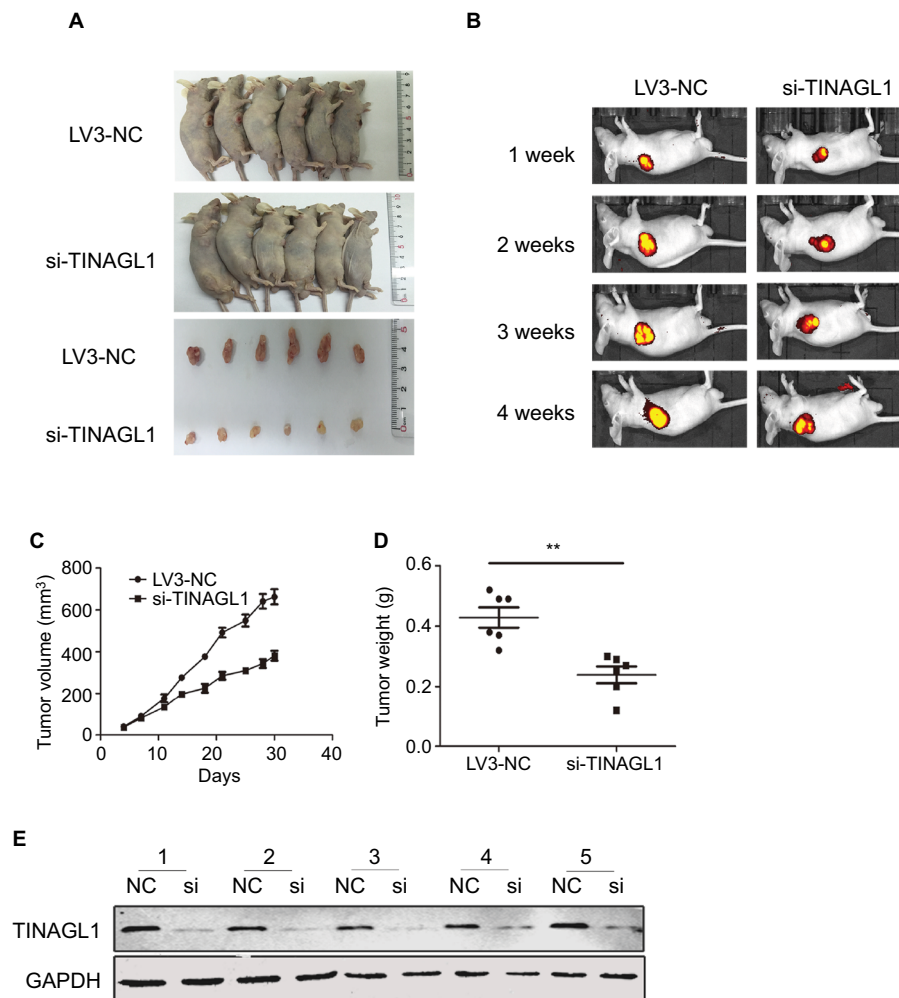 A
LV3-NC
si-TINAGL1
LV3-NC
si-TINAGL1
B
LV3-NC si-TINAGL1
1 week
2 weeks
3 weeks
4 weeks
C
Tumor volume (mm³)
800
600
400
200
0
LV3-NC
si-TINAGL1
0 10 20 30 40
Days
D
**
Tumor weight (g)
0.6
0.4
0.2
0.0
LV3-NC si-TINAGL1
E
1 2 3 4 5
NC si NC si NC si NC si NC si
TINAGL1
GAPDH